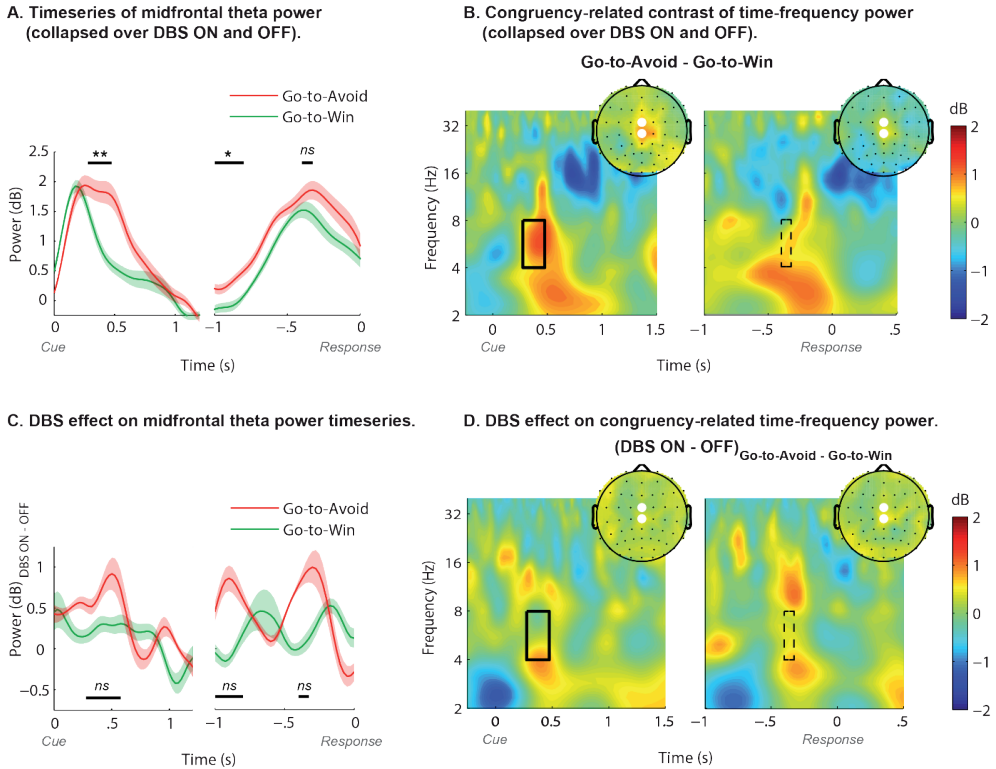 A. Timeseries of midfrontal theta power
(collapsed over DBS ON and OFF).
Go-to-Avoid
Go-to-Win
2.5
2
1.5
1
0.5
0
Power (dB)
**
*
ns
0
0.5
1
−1
−.5
0
Cue
Response
Time (s)
B. Congruency-related contrast of time-frequency power
(collapsed over DBS ON and OFF).
Go-to-Avoid - Go-to-Win
32
16
8
4
2
Frequency (Hz)
0
0.5
1
1.5
−1
−.5
0
.5
Cue
Response
Time (s)
dB
2
1
0
−1
−2
C. DBS effect on midfrontal theta power timeseries.
Go-to-Avoid
Go-to-Win
1
0.5
0
−0.5
Power (dB)DBS ON - OFF
ns
ns
ns
0
.5
1
−1
−.5
0
Cue
Response
Time (s)
D. DBS effect on congruency-related time-frequency power.
(DBS ON - OFF)Go-to-Avoid - Go-to-Win
32
16
8
4
2
Frequency (Hz)
0
0.5
1
1.5
−1
−.5
0
.5
Cue
Response
Time (s)
dB
2
1
0
−1
−2